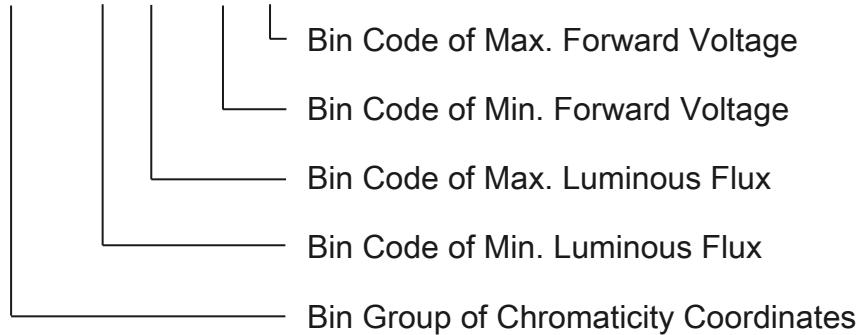 Bin Code of Max. Forward Voltage
Bin Code of Min. Forward Voltage
Bin Code of Max. Luminous Flux
Bin Code of Min. Luminous Flux
Bin Group of Chromaticity Coordinates